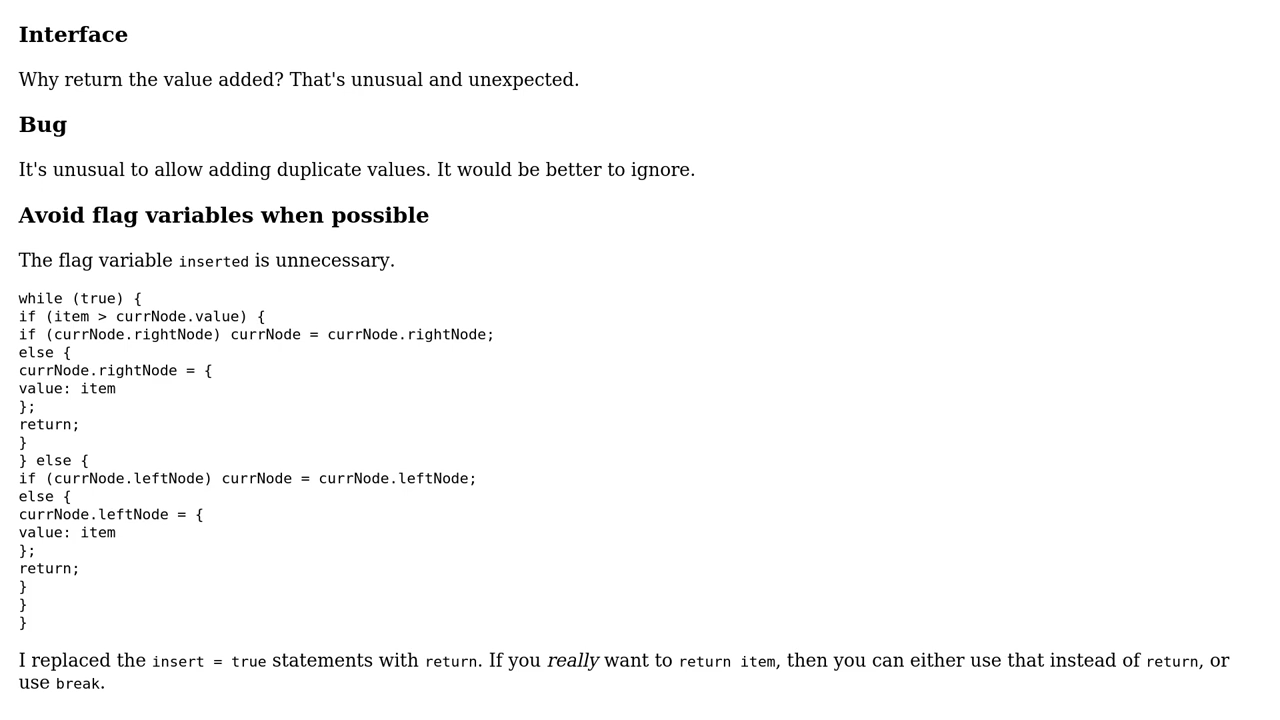 Interface
Why return the value added? That's unusual and unexpected.
Bug
It's unusual to allow adding duplicate values. It would be better to ignore.
Avoid flag variables when possible
The flag variable inserted is unnecessary.
while (true) {
if (item > currNode.value) {
if (currNode.rightNode) currNode = currNode.rightNode;
else {
currNode.rightNode = {
value: item
};
return;
}
} else {
if (currNode.leftNode) currNode = currNode.leftNode;
else {
currNode.leftNode = {
value: item
};
return;
}
}
}
I replaced the insert = true statements with return. If you really want to return item, then you can either use that instead of return, or
use break.